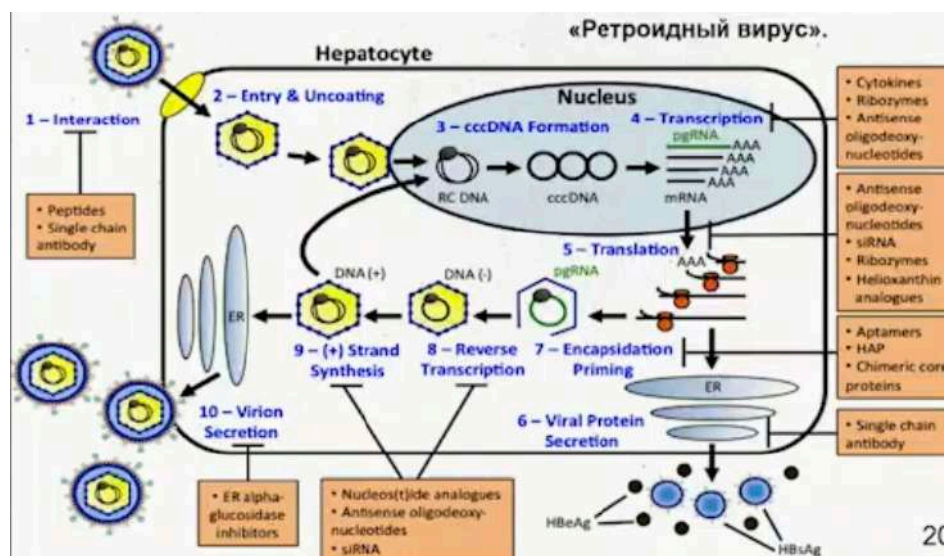 «Ретроидный вирус».
Hepatocyte
Nucleus
1 – Interaction
2 – Entry & Uncoating
3 – cccDNA Formation
4 – Transcription
pgRNA
AAA
AAA
AAA
AAA
RC DNA
cccDNA
mRNA
• Cytokines
• Ribozymes
• Antisense
oligodeoxy-
nucleotides
• Peptides
• Single chain
antibody
5 – Translation
AAA
• Antisense
oligodeoxy-
nucleotides
• siRNA
• Ribozymes
• Helioxanthin
analogues
ER
DNA (+)
DNA (-)
pgRNA
9 – (+) Strand
Synthesis
8 – Reverse
Transcription
7 – Encapsidation
Priming
• Aptamers
• HAP
• Chimeric core
proteins
ER
10 – Virion
Secretion
6 – Viral Protein
Secretion
• Single chain
antibody
• ER alpha-
glucosidase
inhibitors
• Nucleos(t)ide analogues
• Antisense oligodeoxy-
nucleotides
• siRNA
HBeAg
HBsAg
20